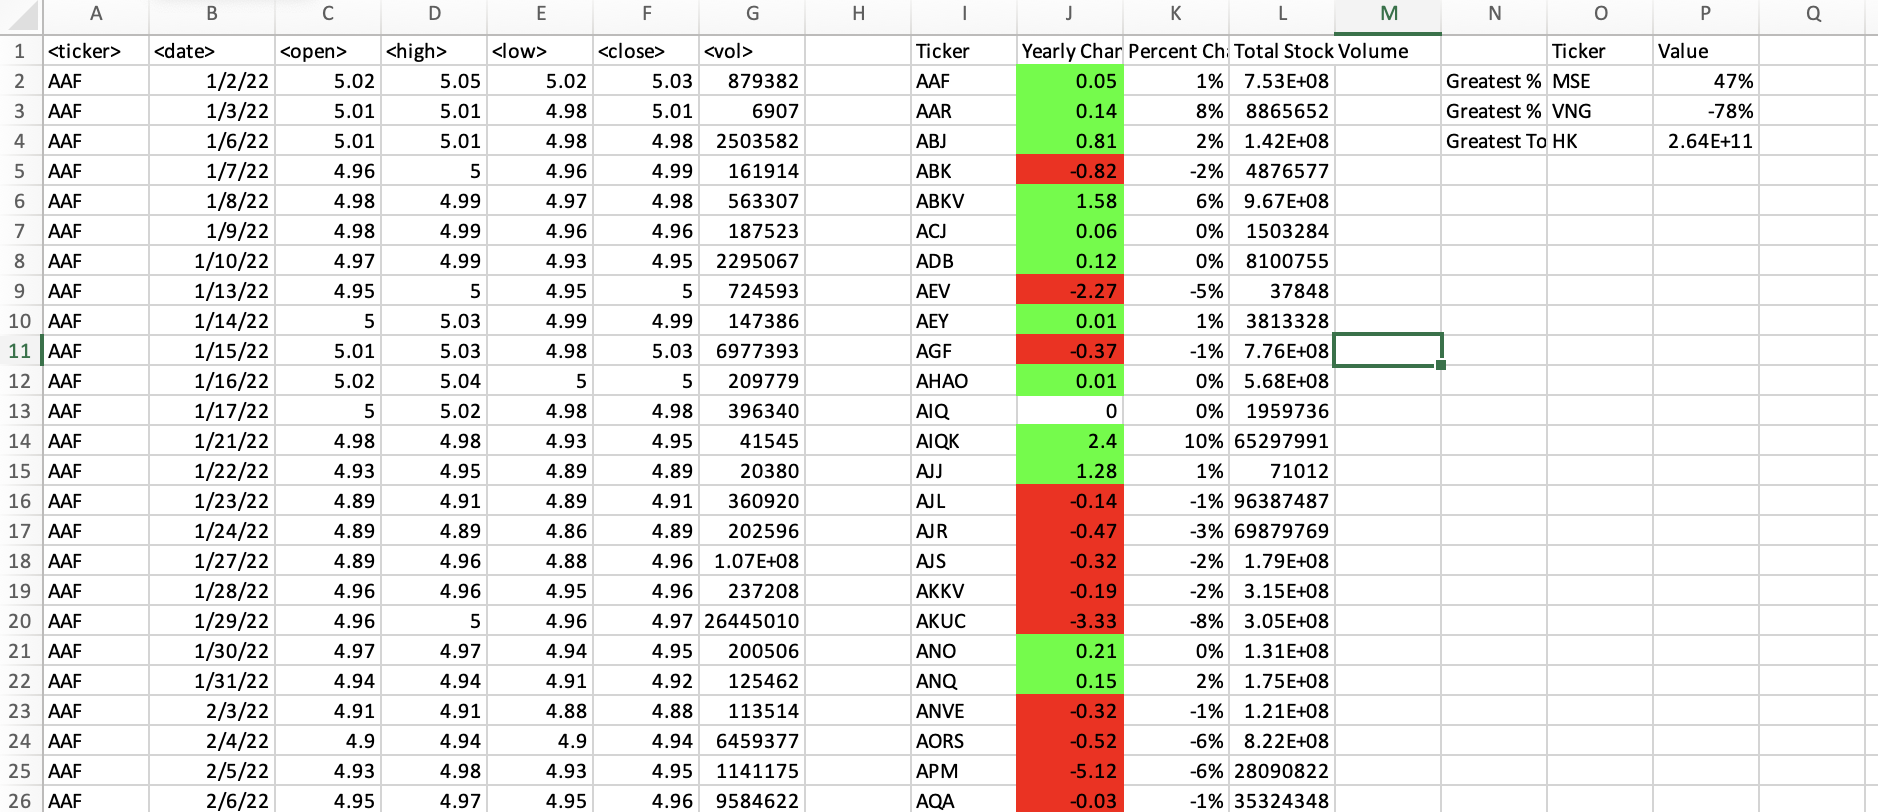 A B C D E F G H I J K L M N O P Q
1 <ticker> <date> <open> <high> <low> <close> <vol> Ticker Yearly Char Percent Ch Total Stock Volume Ticker Value
2 AAF 1/2/22 5.02 5.05 5.02 5.03 879382 AAF 0.05 1% 7.53E+08 Greatest % MSE 47%
3 AAF 1/3/22 5.01 5.01 4.98 5.01 6907 AAR 0.14 8% 8865652 Greatest % VNG -78%
4 AAF 1/6/22 5.01 5.01 4.98 4.98 2503582 ABJ 0.81 2% 1.42E+08 Greatest To HK 2.64E+11
5 AAF 1/7/22 4.96 5 4.96 4.99 161914 ABK -0.82 -2% 4876577
6 AAF 1/8/22 4.98 4.99 4.97 4.98 563307 ABKV 1.58 6% 9.67E+08
7 AAF 1/9/22 4.98 4.99 4.96 4.96 187523 ACJ 0.06 0% 1503284
8 AAF 1/10/22 4.97 4.99 4.93 4.95 2295067 ADB 0.12 0% 8100755
9 AAF 1/13/22 4.95 5 4.95 5 724593 AEV -2.27 -5% 37848
10 AAF 1/14/22 5 5.03 4.99 4.99 147386 AEY 0.01 1% 3813328
11 AAF 1/15/22 5.01 5.03 4.98 5.03 6977393 AGF -0.37 -1% 7.76E+08
12 AAF 1/16/22 5.02 5.04 5 5 209779 AHAO 0.01 0% 5.68E+08
13 AAF 1/17/22 5 5.02 4.98 4.98 396340 AIQ 0 0% 1959736
14 AAF 1/21/22 4.98 4.98 4.93 4.95 41545 AIQK 2.4 10% 65297991
15 AAF 1/22/22 4.93 4.95 4.89 4.89 20380 AJJ 1.28 1% 71012
16 AAF 1/23/22 4.89 4.91 4.89 4.91 360920 AJL -0.14 -1% 96387487
17 AAF 1/24/22 4.89 4.89 4.86 4.89 202596 AJR -0.47 -3% 69879769
18 AAF 1/27/22 4.89 4.96 4.88 4.96 1.07E+08 AJS -0.32 -2% 1.79E+08
19 AAF 1/28/22 4.96 4.96 4.95 4.96 237208 AKKV -0.19 -2% 3.15E+08
20 AAF 1/29/22 4.96 5 4.96 4.97 26445010 AKUC -3.33 -8% 3.05E+08
21 AAF 1/30/22 4.97 4.97 4.94 4.95 200506 ANO 0.21 0% 1.31E+08
22 AAF 1/31/22 4.94 4.94 4.91 4.92 125462 ANQ 0.15 2% 1.75E+08
23 AAF 2/3/22 4.91 4.91 4.88 4.88 113514 ANVE -0.32 -1% 1.21E+08
24 AAF 2/4/22 4.9 4.94 4.9 4.94 6459377 AORS -0.52 -6% 8.22E+08
25 AAF 2/5/22 4.93 4.98 4.93 4.95 1141175 APM -5.12 -6% 28090822
26 AAF 2/6/22 4.95 4.97 4.95 4.96 9584622 AQA -0.03 -1% 35324348